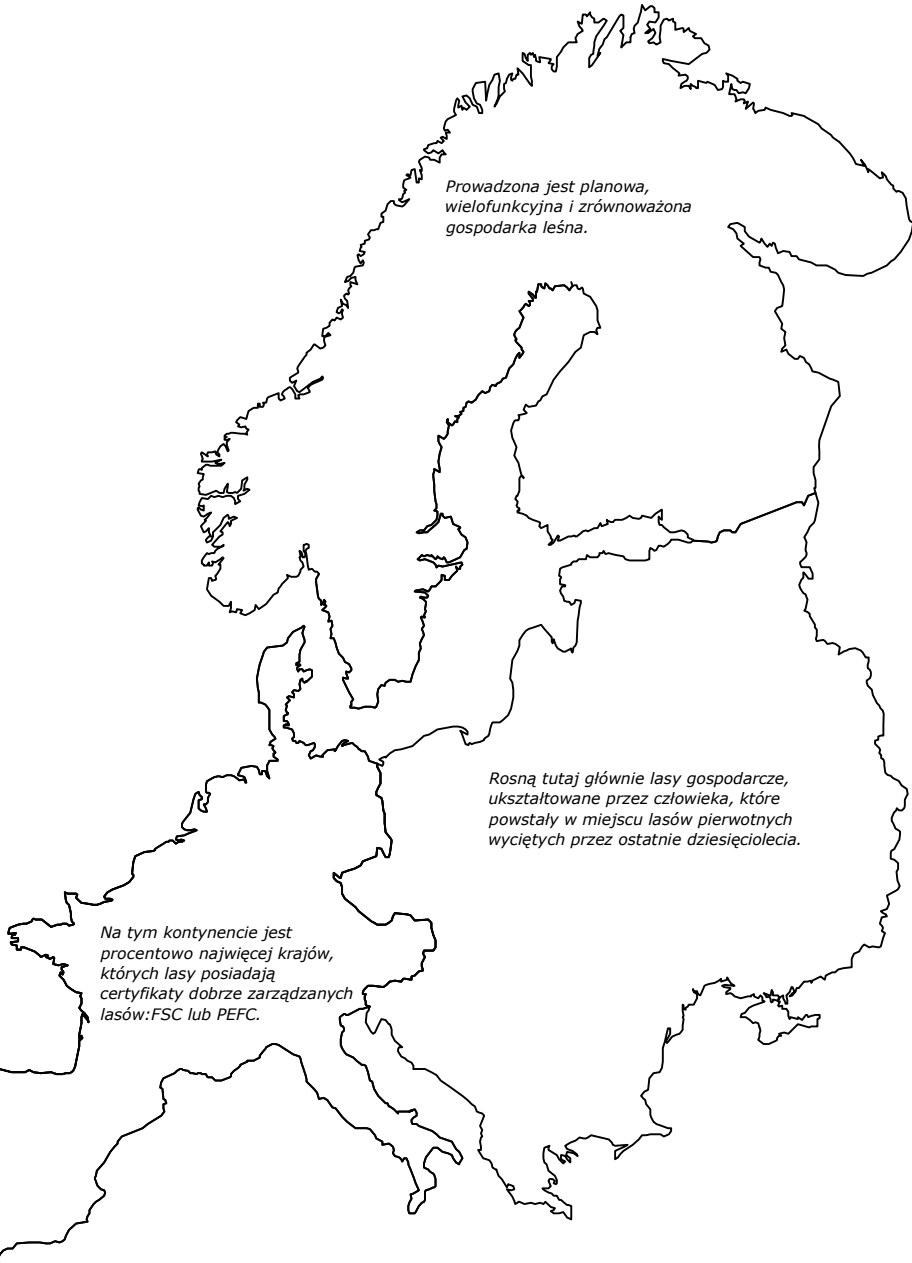 Prowadzona jest planowa,
wielofunkcyjna i zrównoważona
gospodarka leśna.
Rosną tutaj głównie lasy gospodarcze,
ukształtowane przez człowieka, które
powstały w miejscu lasów pierwotnych
wyciętych przez ostatnie dziesięciolecia.
Na tym kontynencie jest
procentowo najwięcej krajów,
których lasy posiadają
certyfikaty dobrze zarządzanych
lasów:FSC lub PEFC.